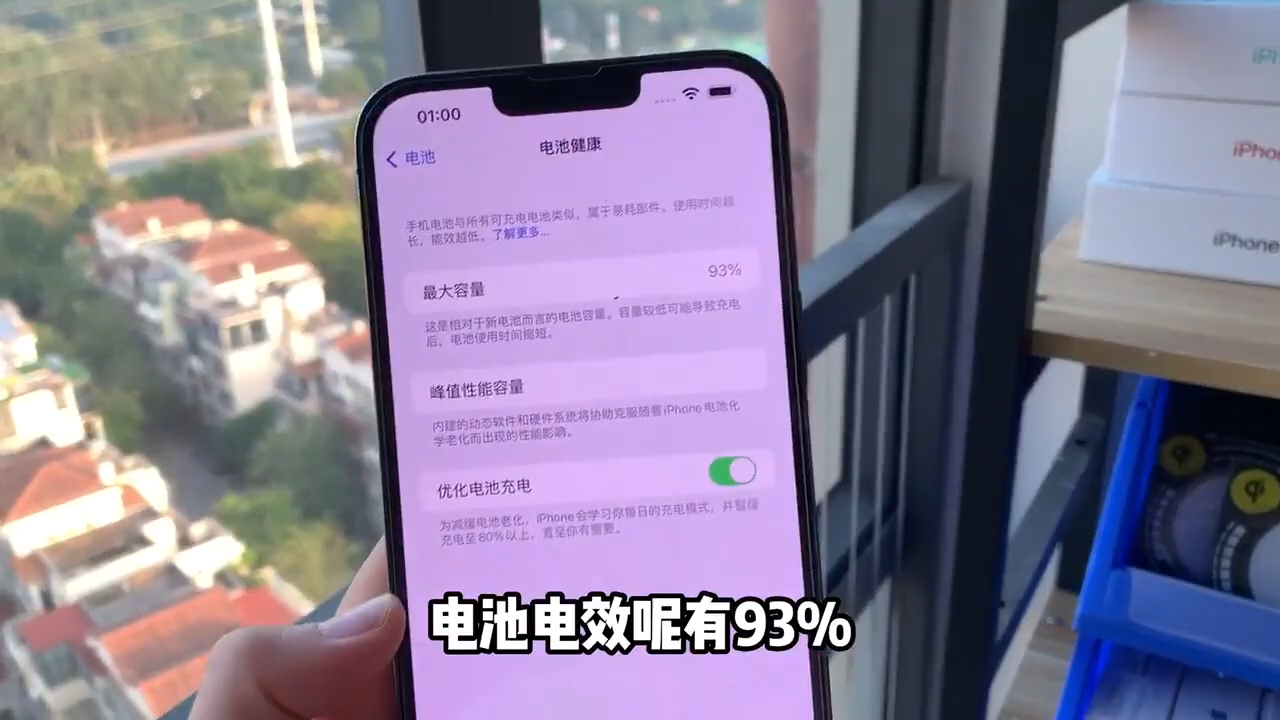 01:00
电池
电池健康
手机电池与所有可充电电池类似，属于易耗部件。使用时间越
长，能效越低。了解更多...
最大容量
93%
这是相对于新电池而言的电池容量。容量较低可能导致充电
后，电池使用时间缩短。
峰值性能容量
内建的动态软件和硬件系统将协助克服随着iPhone电池化
学老化而出现的性能影响。
优化电池充电
为减缓电池老化，iPhone会学习你每日的充电模式，并暂缓
充电至80%以上，直至你有需要。
电池电效呢有93%
iPhone
qi
qi